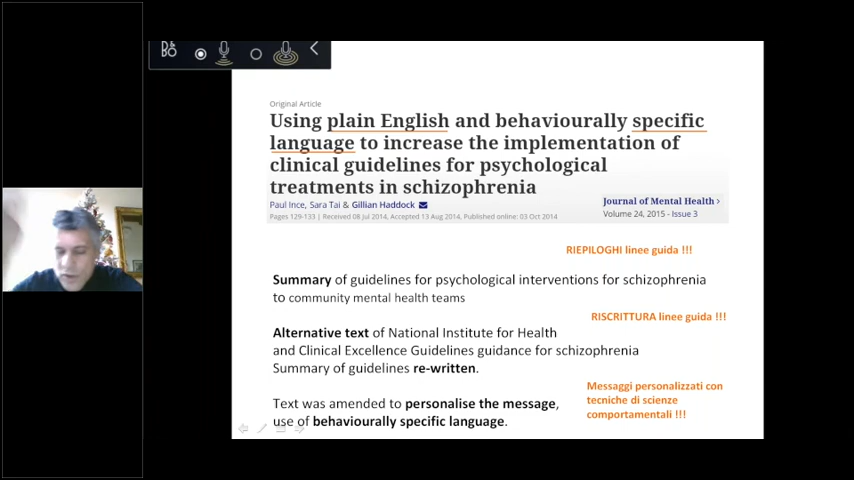 D&
BO
Original Article
Using plain English and behaviourally specific
language to increase the implementation of
clinical guidelines for psychological
treatments in schizophrenia
Paul Ince, Sara Tai & Gillian Haddock
Pages 129-133 | Received 08 Jul 2014, Accepted 13 Aug 2014, Published online: 03 Oct 2014
Journal of Mental Health ›
Volume 24, 2015 - Issue 3
RIEPILOGHI linee guida !!!
Summary of guidelines for psychological interventions for schizophrenia
to community mental health teams
RISCRITTURA linee guida !!!
Alternative text of National Institute for Health
and Clinical Excellence Guidelines guidance for schizophrenia
Summary of guidelines re-written.
Messaggi personalizzati con
tecniche di scienze
comportamentali !!!
Text was amended to personalise the message,
use of behaviourally specific language.